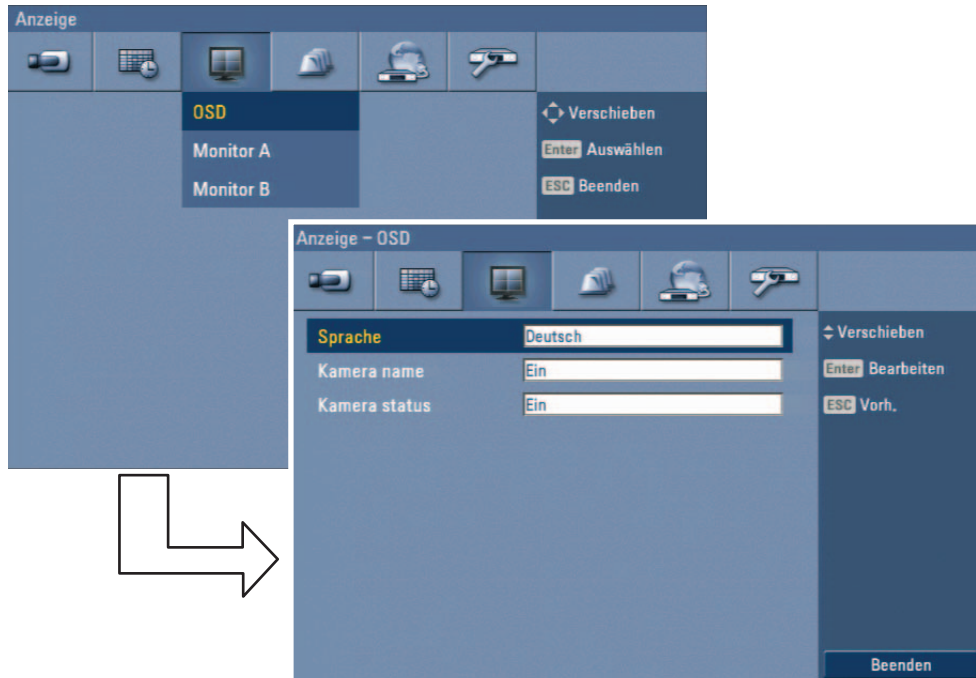 Anzeige
OSD
Monitor A
Monitor B
Verschieben
Enter Auswählen
ESC Beenden
Anzeige – OSD
Sprache Deutsch
Kamera name Ein
Kamera status Ein
Verschieben
Enter Bearbeiten
ESC Vorh.
Beenden